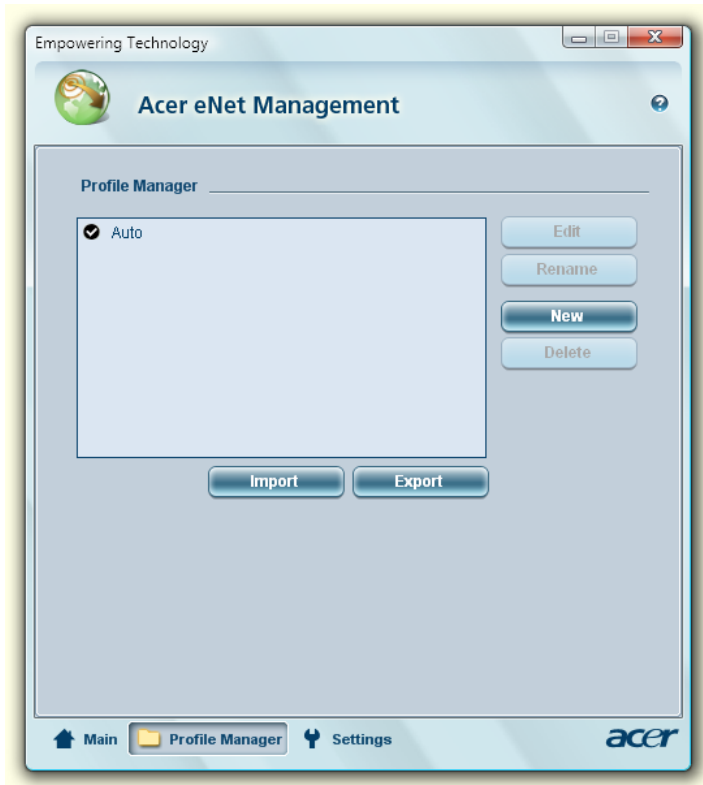 Empowering Technology
Acer eNet Management
Profile Manager
Auto
Edit
Rename
New
Delete
Import
Export
Main
Profile Manager
Settings
acer